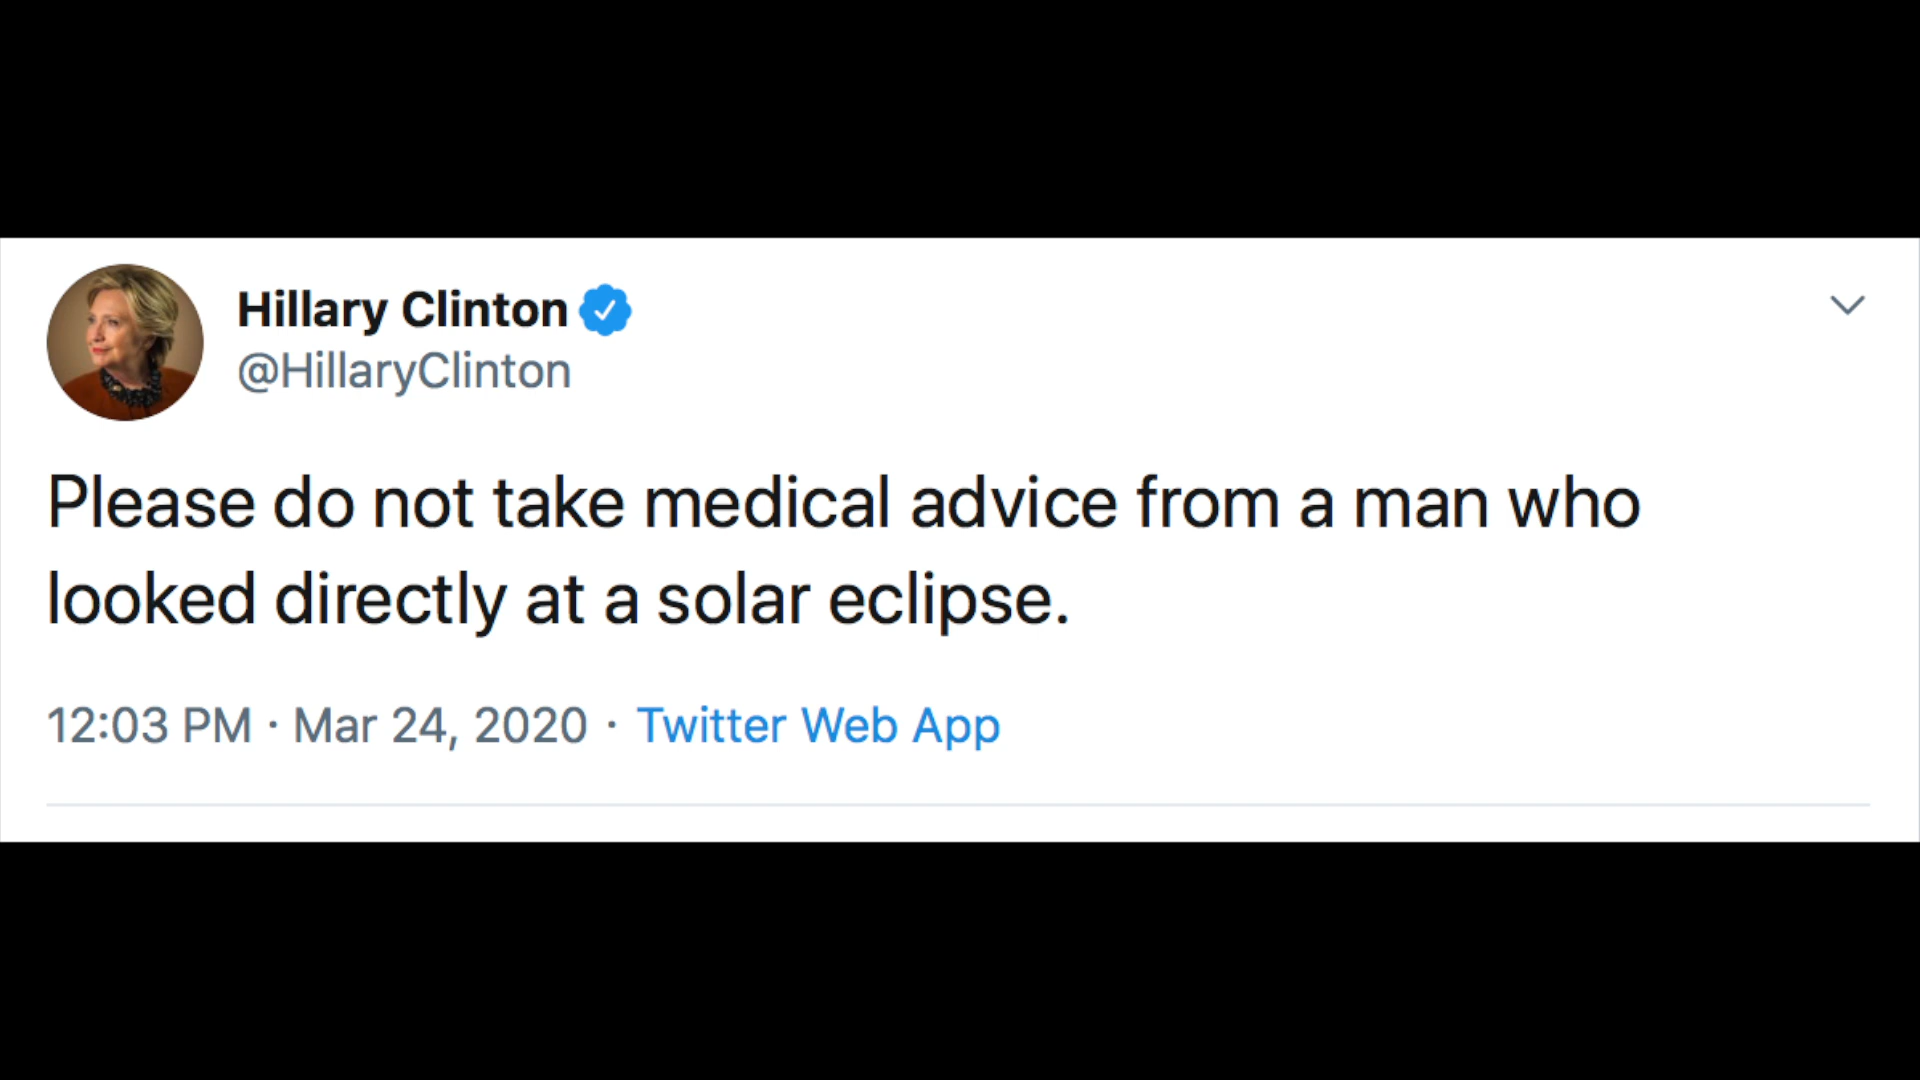 Hillary Clinton
@HillaryClinton
Please do not take medical advice from a man who
looked directly at a solar eclipse.
12:03 PM · Mar 24, 2020 · Twitter Web App